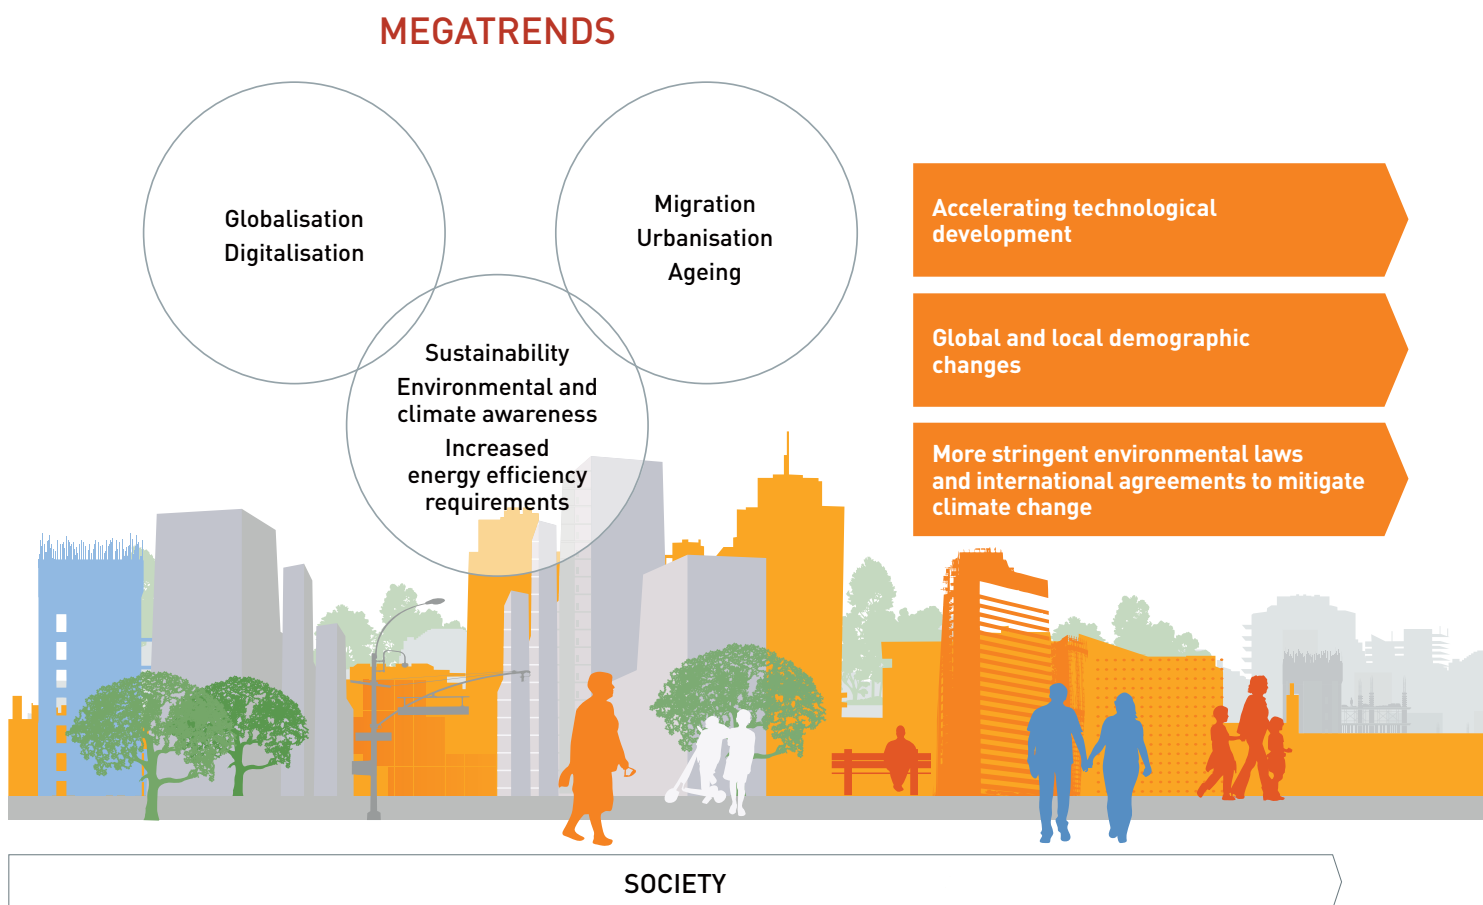 MEGATRENDS
Globalisation
Digitalisation
Migration
Urbanisation
Ageing
Sustainability
Environmental and
climate awareness
Increased
energy efficiency
requirements
Accelerating technological
development
Global and local demographic
changes
More stringent environmental laws
and international agreements to mitigate
climate change
SOCIETY